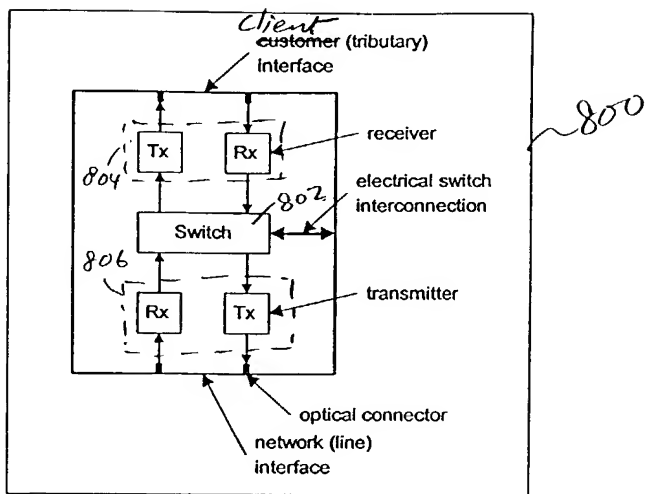 client
customer (tributary)
interface
800
Tx
Rx
receiver
804
802
electrical switch
interconnection
Switch
806
Rx
Tx
transmitter
optical connector
network (line)
interface